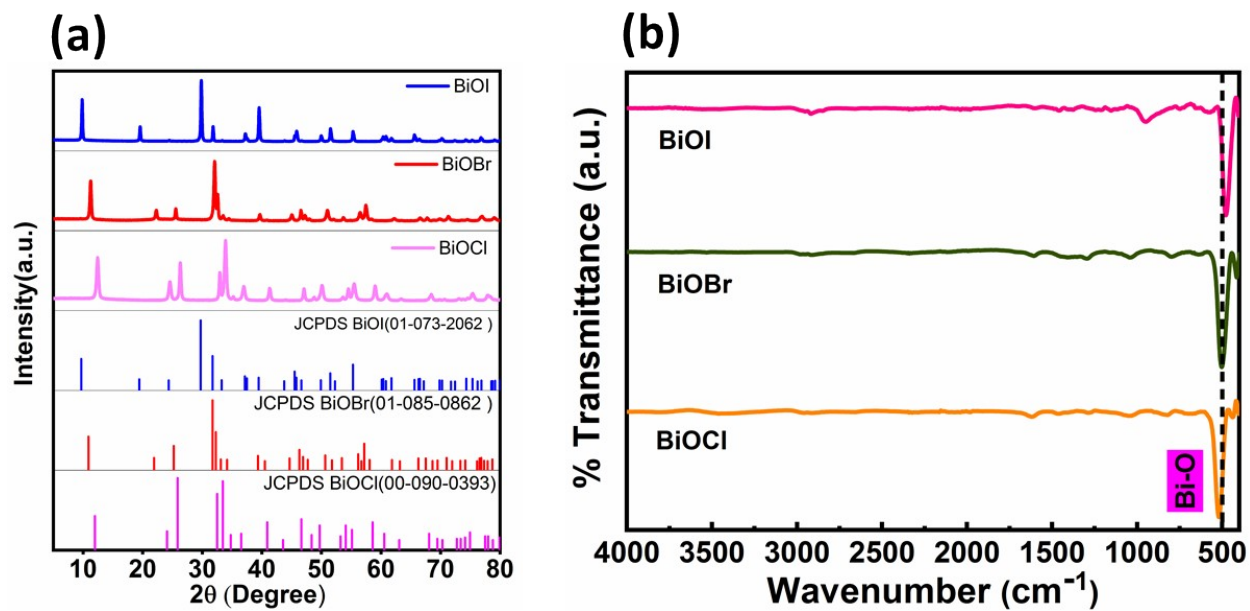 (a)
BiOI
BiOBr
BiOCl
JCPDS BiOI(01-073-2062 )
JCPDS BiOBr(01-085-0862 )
JCPDS BiOCl(00-090-0393)
Intensity(a.u.)
10 20 30 40 50 60 70 80
2θ (Degree)
(b)
BiOI
BiOBr
BiOCl
Bi-O
% Transmittance (a.u.)
4000 3500 3000 2500 2000 1500 1000 500
Wavenumber (cm⁻¹)